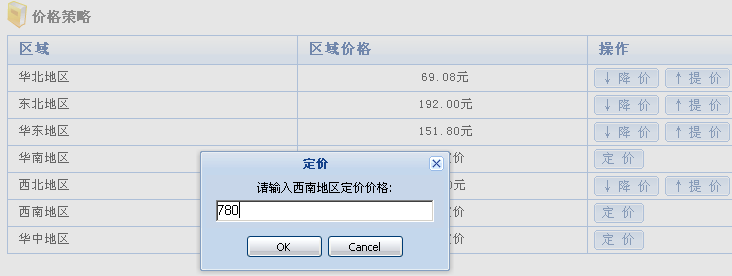 价格策略
区域 区域价格 操作
华北地区 69.08元 ↓降价 ↑提价
东北地区 192.00元 ↓降价 ↑提价
华东地区 151.80元 ↓降价 ↑提价
定价
华南地区 价 定价
请输入西南地区定价价格:
西北地区 0元 ↓降价 ↑提价
780
西南地区 价 定价
华中地区 价 定价
OK Cancel